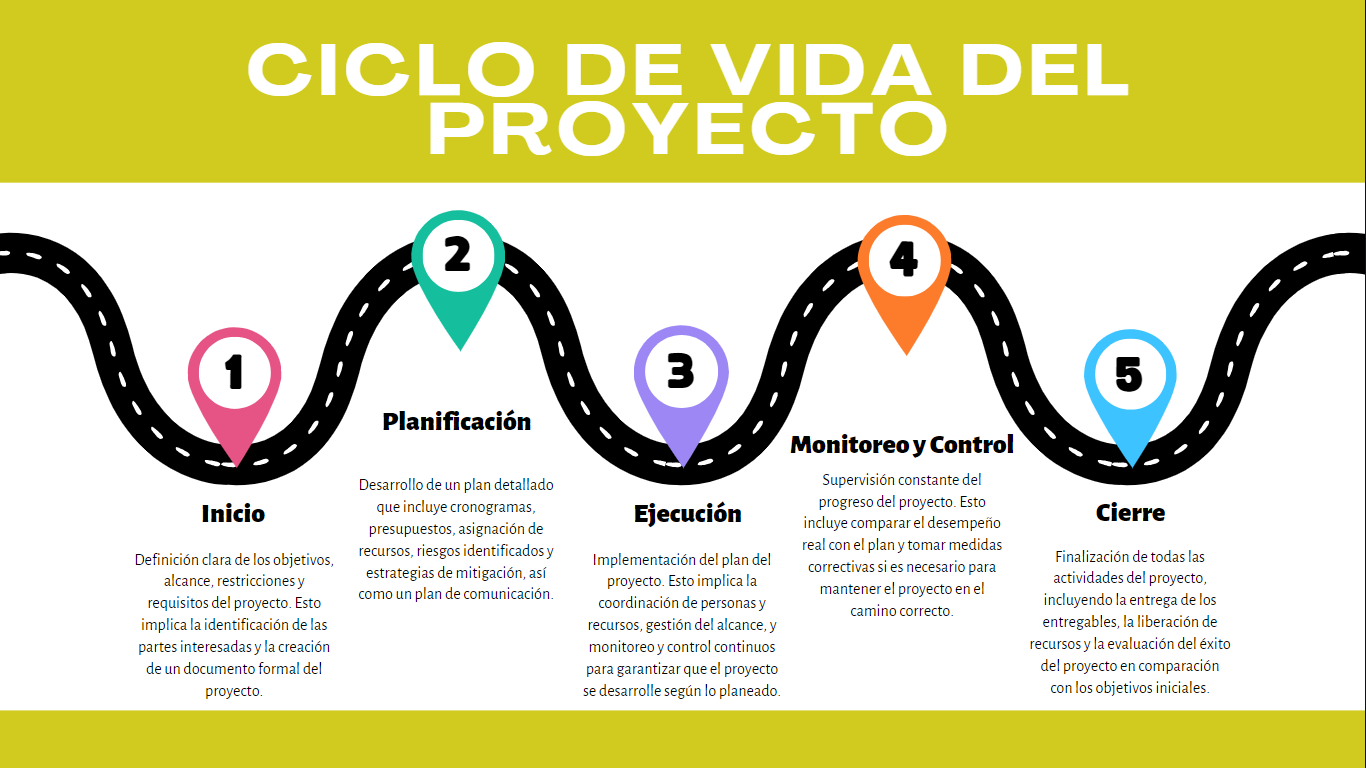 CICLO DE VIDA DEL
PROYECTO
1
Inicio
Definición clara de los objetivos,
alcance, restricciones y
requisitos del proyecto. Esto
implica la identificación de las
partes interesadas y la creación
de un documento formal del
proyecto.
2
Planificación
Desarrollo de un plan detallado
que incluye cronogramas,
presupuestos, asignación de
recursos, riesgos identificados y
estrategias de mitigación, así
como un plan de comunicación.
3
Ejecución
Implementación del plan del
proyecto. Esto implica la
coordinación de personas y
recursos, gestión del alcance, y
monitoreo y control continuos
para garantizar que el proyecto
se desarrolle según lo planeado.
4
Monitoreo y Control
Supervisión constante del
progreso del proyecto. Esto
incluye comparar el desempeño
real con el plan y tomar medidas
correctivas si es necesario para
mantener el proyecto en el
camino correcto.
5
Cierre
Finalización de todas las
actividades del proyecto,
incluyendo la entrega de los
entregables, la liberación de
recursos y la evaluación del éxito
del proyecto en comparación
con los objetivos iniciales.